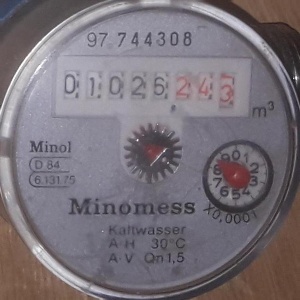 97 744308
01026243
m³
Minol
D 84
6.131.75
Minomess
X0,0001
Kaltwasser
A·H 30°C
A·V Qn1,5